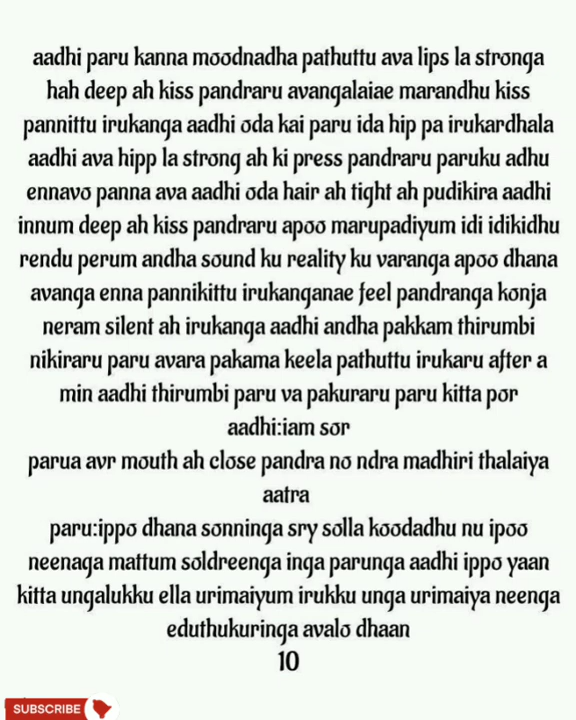 aadhi paru kanna moodnadha pathuttu ava lips la stronga
hah deep ah kiss pandraru avangalaiae marandhu kiss
pannittu irukanga aadhi oda kai paru ida hip pa irukardhala
aadhi ava hipp la strong ah ki press pandraru paruku adhu
ennavo panna ava aadhi oda hair ah tight ah pudikira aadhi
innum deep ah kiss pandraru apoo marupadiyum idi idikidhu
rendu perum andha sound ku reality ku varanga apoo dhana
avanga enna pannikittu irukanganae feel pandranga konja
neram silent ah irukanga aadhi andha pakkam thirumbi
nikiraru paru avara pakama keela pathuttu irukaru after a
min aadhi thirumbi paru va pakuraru paru kitta por
aadhi:iam sor
parua avr mouth ah close pandra no ndra madhiri thalaiya
aatra
paru:ippo dhana sonninga sry solla koodadhu nu ipoo
neenaga mattum soldreenga inga parunga aadhi ippo yaan
kitta ungalukku ella urimaiyum irukku unga urimaiya neenga
eduthukuringa avalo dhaan
10
SUBSCRIBE